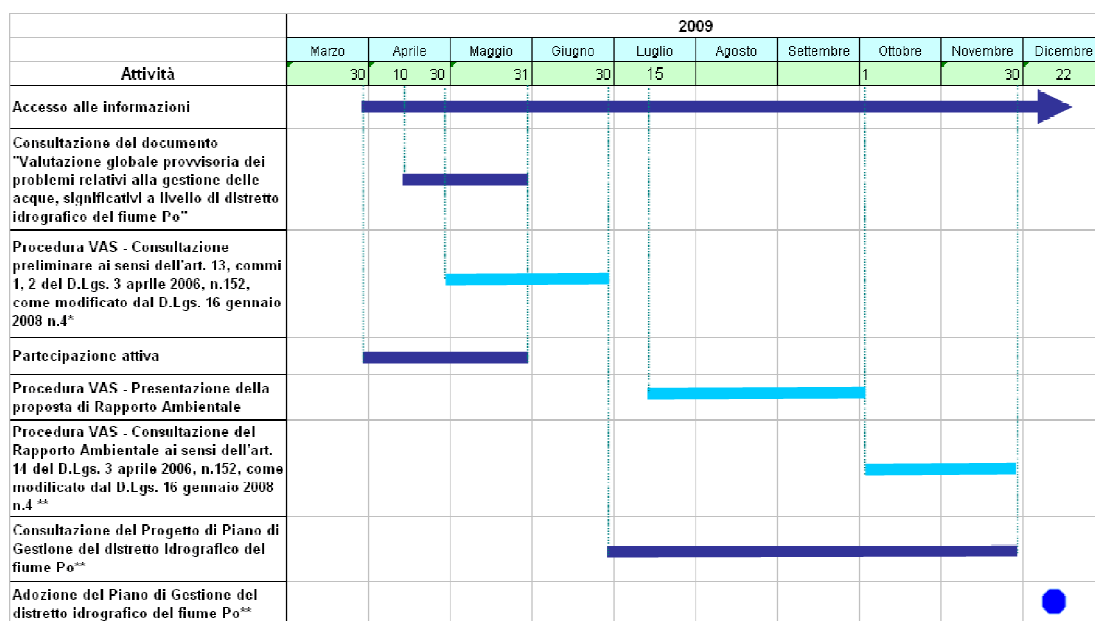 2009
Marzo Aprile Maggio Giugno Luglio Agosto Settembre Ottobre Novembre Dicembre
Attività 30 10 30 31 30 15 1 30 22
Accesso alle informazioni
Consultazione del documento
"Valutazione globale provvisoria dei
problemi relativi alla gestione delle
acque, significativi a livello di distretto
idrografico del fiume Po"
Procedura VAS - Consultazione
preliminare ai sensi dell'art. 13, commi
1, 2 del D.Lgs. 3 aprile 2006, n.152,
come modificato dal D.Lgs. 16 gennaio
2008 n.4*
Partecipazione attiva
Procedura VAS - Presentazione della
proposta di Rapporto Ambientale
Procedura VAS - Consultazione del
Rapporto Ambientale ai sensi dell'art.
14 del D.Lgs. 3 aprile 2006, n.152, come
modificato dal D.Lgs. 16 gennaio 2008
n.4 **
Consultazione del Progetto di Piano di
Gestione del distretto idrografico del
fiume Po**
Adozione del Piano di Gestione del
distretto idrografico del fiume Po**